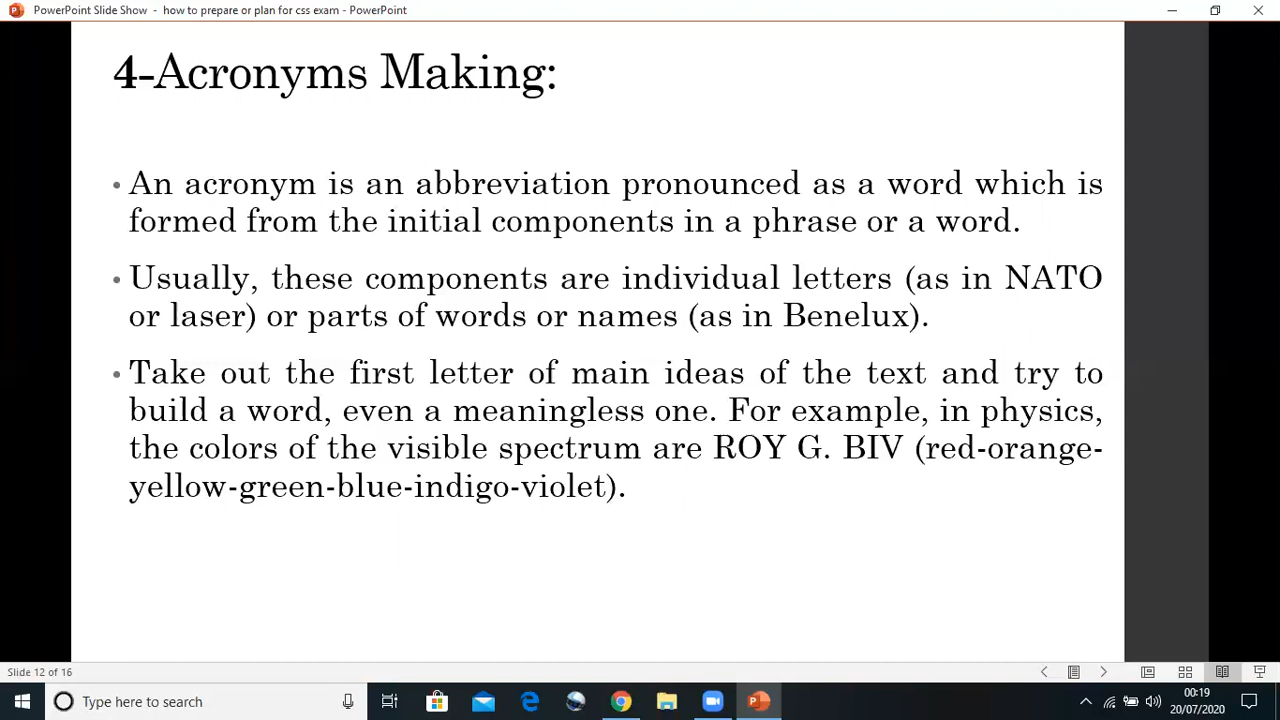 PowerPoint Slide Show - how to prepare or plan for css exam - PowerPoint
4-Acronyms Making:
• An acronym is an abbreviation pronounced as a word which is
formed from the initial components in a phrase or a word.
• Usually, these components are individual letters (as in NATO
or laser) or parts of words or names (as in Benelux).
• Take out the first letter of main ideas of the text and try to
build a word, even a meaningless one. For example, in physics,
the colors of the visible spectrum are ROY G. BIV (red-orange-
yellow-green-blue-indigo-violet).
Slide 12 of 16
Type here to search
00:19
20/07/2020